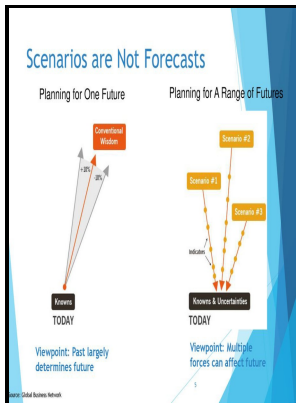 Scenarios are Not Forecasts
Planning for One Future
Planning for A Range of Futures
Conventional
Wisdom
+10%
-10%
Knowns
TODAY
Viewpoint: Past largely
determines future
Scenario #2
Scenario #1
Scenario #3
Indicators
Knowns & Uncertainties
TODAY
Viewpoint: Multiple
forces can affect future
Source: Global Business Network